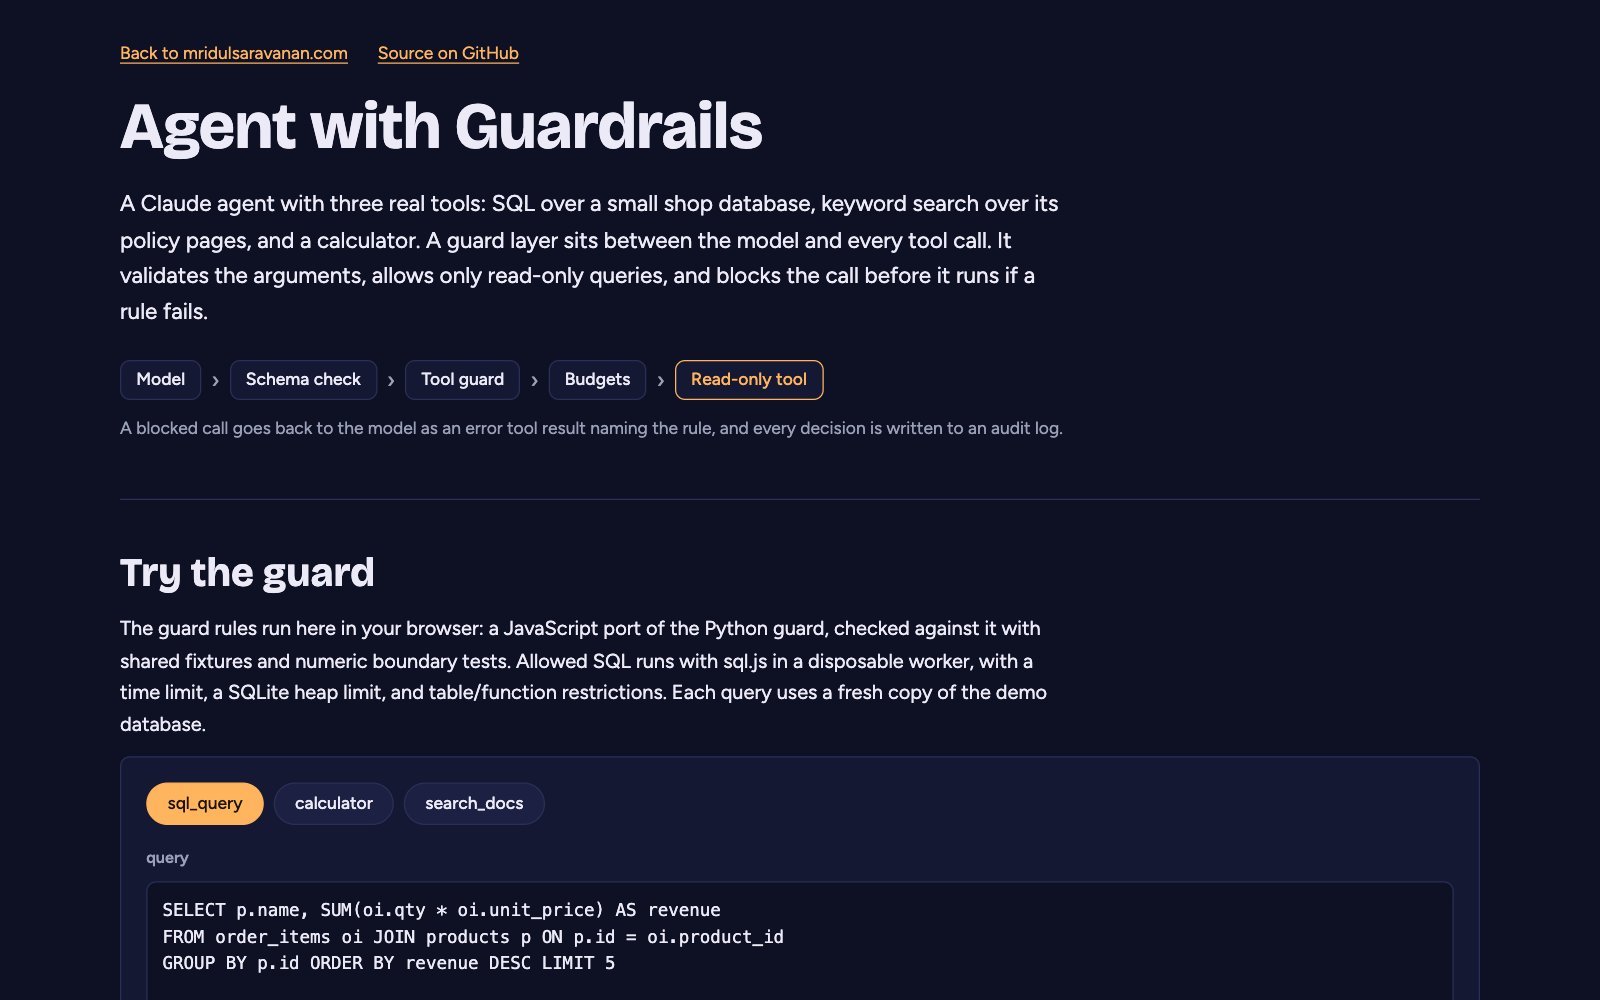 Back to mridulsaravanan.com Source on GitHub
Agent with Guardrails
A Claude agent with three real tools: SQL over a small shop database, keyword search over its
policy pages, and a calculator. A guard layer sits between the model and every tool call. It
validates the arguments, allows only read-only queries, and blocks the call before it runs if a
rule fails.
Model › Schema check › Tool guard › Budgets › Read-only tool
A blocked call goes back to the model as an error tool result naming the rule, and every decision is written to an audit log.
Try the guard
The guard rules run here in your browser: a JavaScript port of the Python guard, checked against it with
shared fixtures and numeric boundary tests. Allowed SQL runs with sql.js in a disposable worker, with a
time limit, a SQLite heap limit, and table/function restrictions. Each query uses a fresh copy of the demo
database.
sql_query calculator search_docs
query
SELECT p.name, SUM(oi.qty * oi.unit_price) AS revenue
FROM order_items oi JOIN products p ON p.id = oi.product_id
GROUP BY p.id ORDER BY revenue DESC LIMIT 5